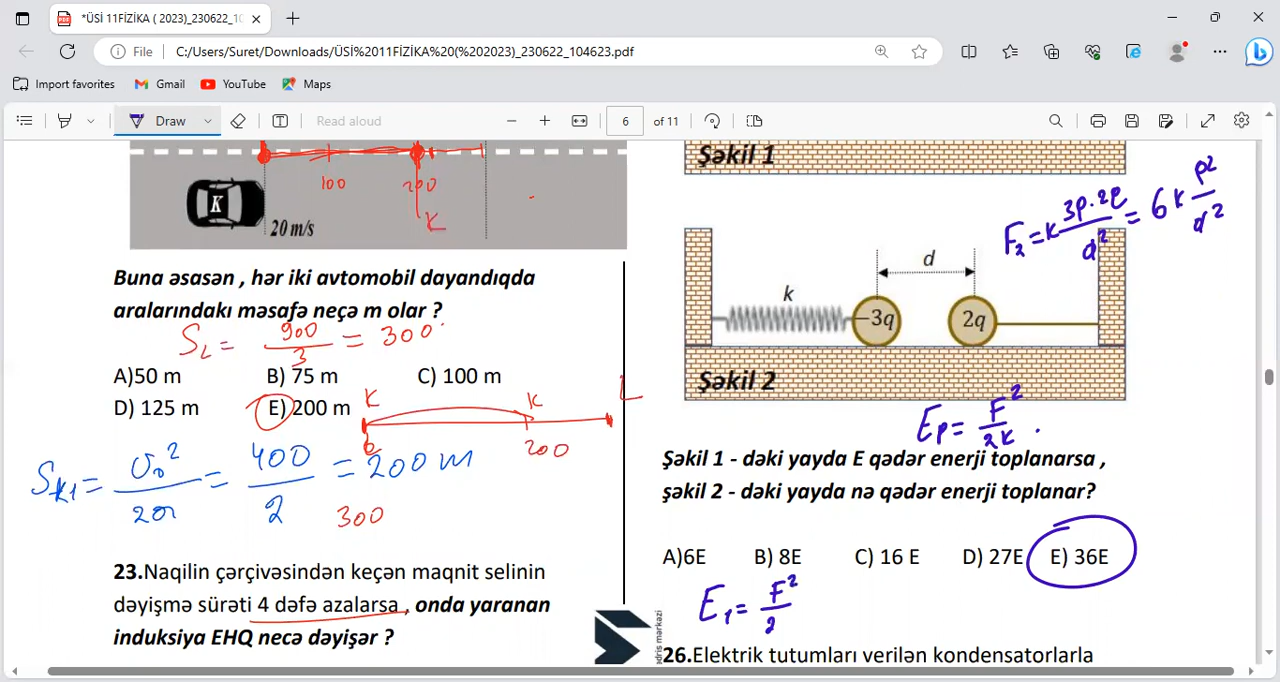 *ÜSİ 11FİZİKA ( 2023)_230622_10
File C:/Users/Suret/Downloads/ÜSİ%2011FİZİKA%20(%202023)_230622_104623.pdf
Import favorites Gmail YouTube Maps
Draw Read aloud 6 of 11
100 200
K
K
20 m/s
Buna əsasən , hər iki avtomobil dayandıqda
aralarındakı məsafə neçə m olar ?
S_L = 900/3 = 300
A)50 m B) 75 m C) 100 m
D) 125 m E) 200 m
K K L
0 200
S_K1 = υ₀²/2a = 400/2 = 200 m
300
23.Naqilin çərçivəsindən keçən maqnit selinin
dəyişmə sürəti 4 dəfə azalarsa , onda yaranan
induksiya EHQ necə dəyişər ?
Şəkil 1
F₂ = k 3q·2q/d² = 6k q²/d²
d
k
−3q 2q
Şəkil 2
Ep = F²/2k
Şəkil 1 - dəki yayda E qədər enerji toplanarsa ,
şəkil 2 - dəki yayda nə qədər enerji toplanar?
A)6E B) 8E C) 16 E D) 27E E) 36E
E₁ = F²/2
ədris mərkəzi
26.Elektrik tutumları verilən kondensatorlarla